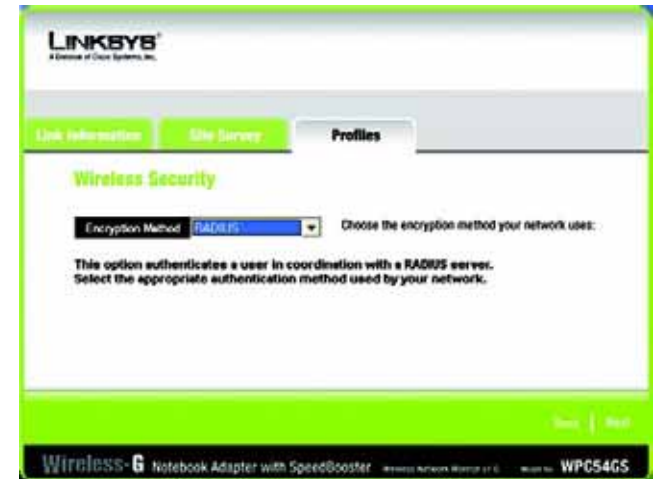 LINKSYS
A Division of Cisco Systems, Inc.
Link Information
Site Survey
Profiles
Wireless Security
Encryption Method
RADIUS
Choose the encryption method your network uses:
This option authenticates a user in coordination with a RADIUS server.
Select the appropriate authentication method used by your network.
Back | Next
Wireless-G Notebook Adapter with SpeedBooster
WPC54GS